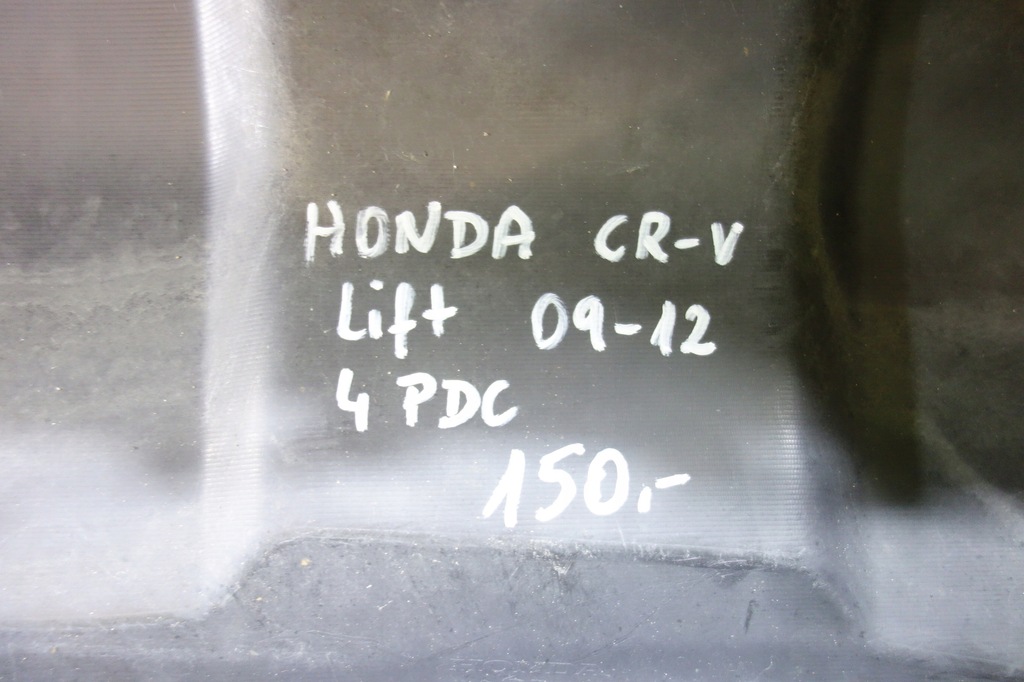 HONDA CR-V
Lift 09-12
4 PDC
150,-